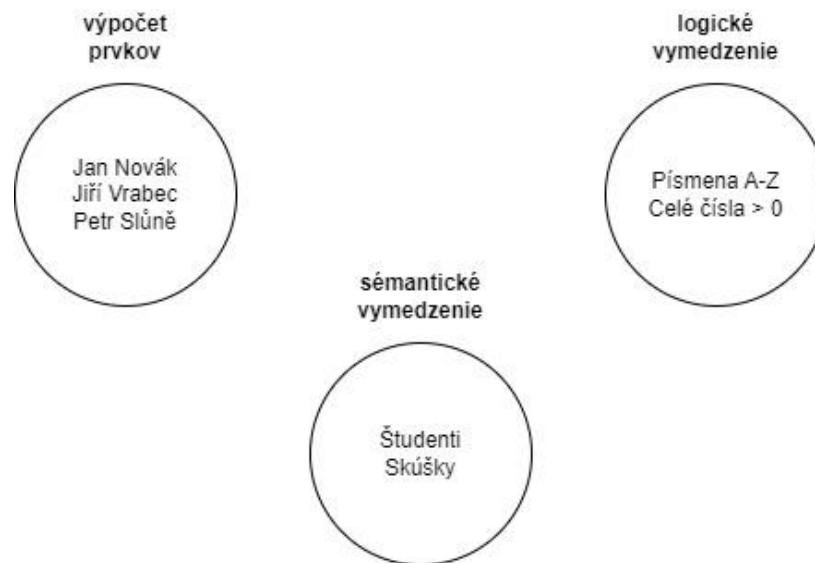 výpočet
prvkov
Jan Novák
Jiří Vrabec
Petr Slůně
logické
vymedzenie
Písmena A-Z
Celé čísla > 0
sémantické
vymedzenie
Študenti
Skúšky